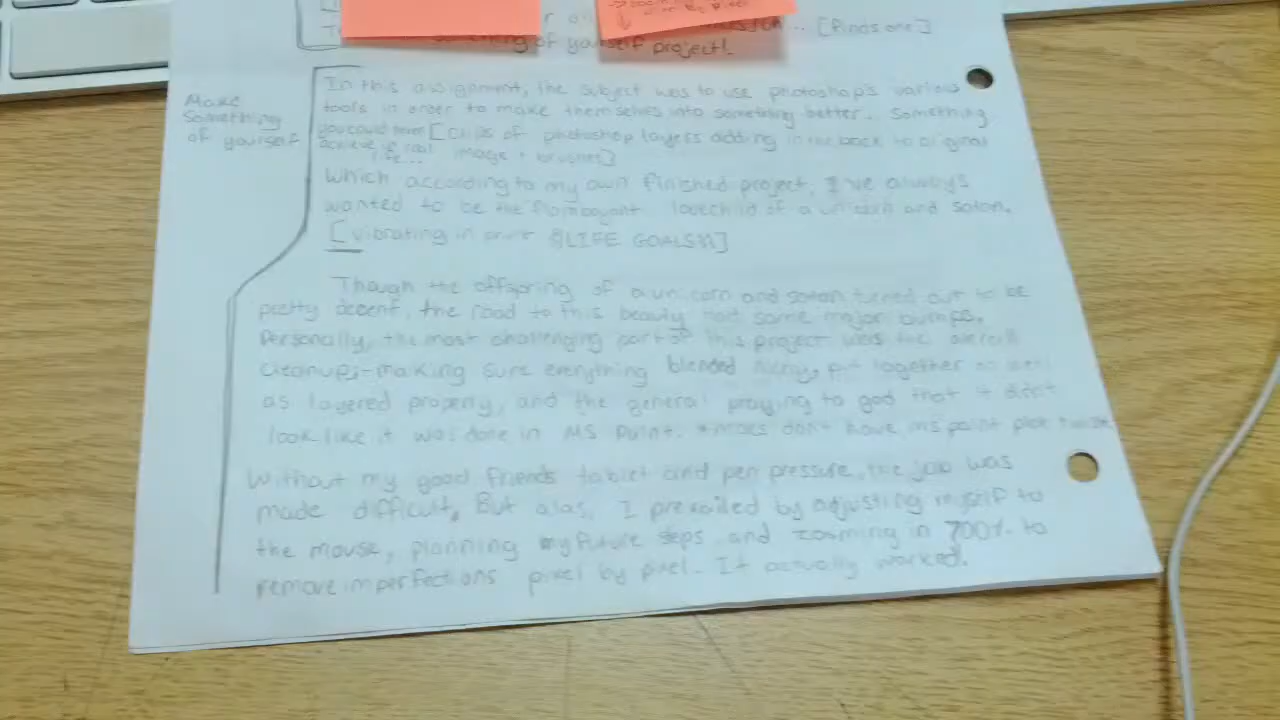 of yourself project!
[finds one]
Make
Something
of yourself
In this assignment, the subject was to use photoshop's various
tools in order to make themselves into something better... Something
you could never [clips of photoshop layers adding in the back to original
achieve in real image + brushes]
life...
Which according to my own finished project, I've always
wanted to be the flamboyant lovechild of a unicorn and satan.
[vibrating in print LIFE GOALS]
Though the offspring of a unicorn and satan turned out to be
pretty decent, the road to this beauty had some major bumps.
Personally, the most challenging part of this project was the overall
cleanups-making sure everything blended nicely, put together as well
as layered properly, and the general praying to god that it didn't
look like it was done in MS Paint. *macs don't have ms paint plot twist
Without my good friends tablet and pen pressure, the job was
made difficult. But alas, I prevailed by adjusting myself to
the mouse, planning my future steps, and zooming in 700% to
remove imperfections pixel by pixel. It actually worked.